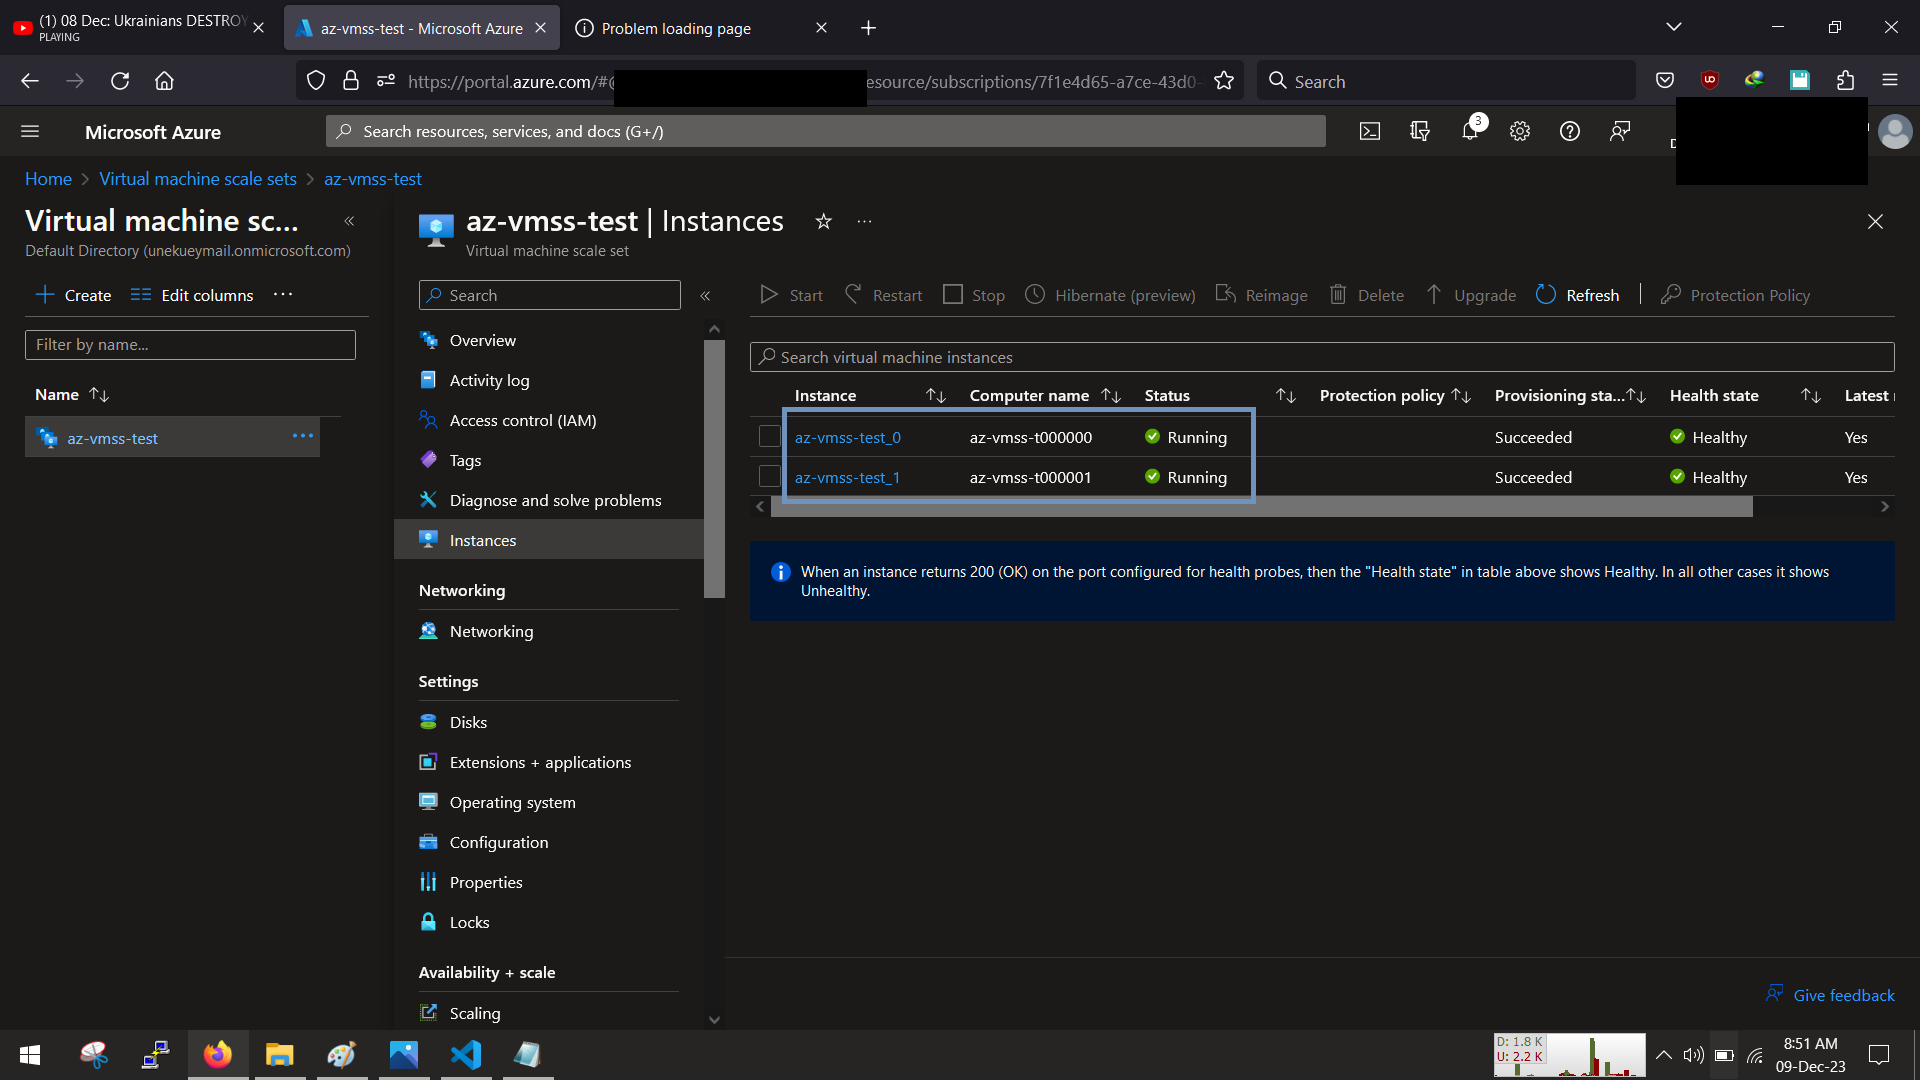 (1) 08 Dec: Ukrainians DESTROY
PLAYING
az-vmss-test - Microsoft Azure
Problem loading page
https://portal.azure.com/#@
esource/subscriptions/7f1e4d65-a7ce-43d0-
Search
Microsoft Azure
Search resources, services, and docs (G+/)
3
Home > Virtual machine scale sets > az-vmss-test
Virtual machine sc...
Default Directory (unekueymail.onmicrosoft.com)
Create
Edit columns
Filter by name...
Name
az-vmss-test
az-vmss-test | Instances
Virtual machine scale set
Search
Overview
Activity log
Access control (IAM)
Tags
Diagnose and solve problems
Instances
Networking
Networking
Settings
Disks
Extensions + applications
Operating system
Configuration
Properties
Locks
Availability + scale
Scaling
Start Restart Stop Hibernate (preview) Reimage Delete Upgrade Refresh Protection Policy
Search virtual machine instances
Instance Computer name Status Protection policy Provisioning sta... Health state Latest
az-vmss-test_0 az-vmss-t000000 Running Succeeded Healthy Yes
az-vmss-test_1 az-vmss-t000001 Running Succeeded Healthy Yes
When an instance returns 200 (OK) on the port configured for health probes, then the "Health state" in table above shows Healthy. In all other cases it shows
Unhealthy.
Give feedback
D: 1.8 K
U: 2.2 K
8:51 AM
09-Dec-23